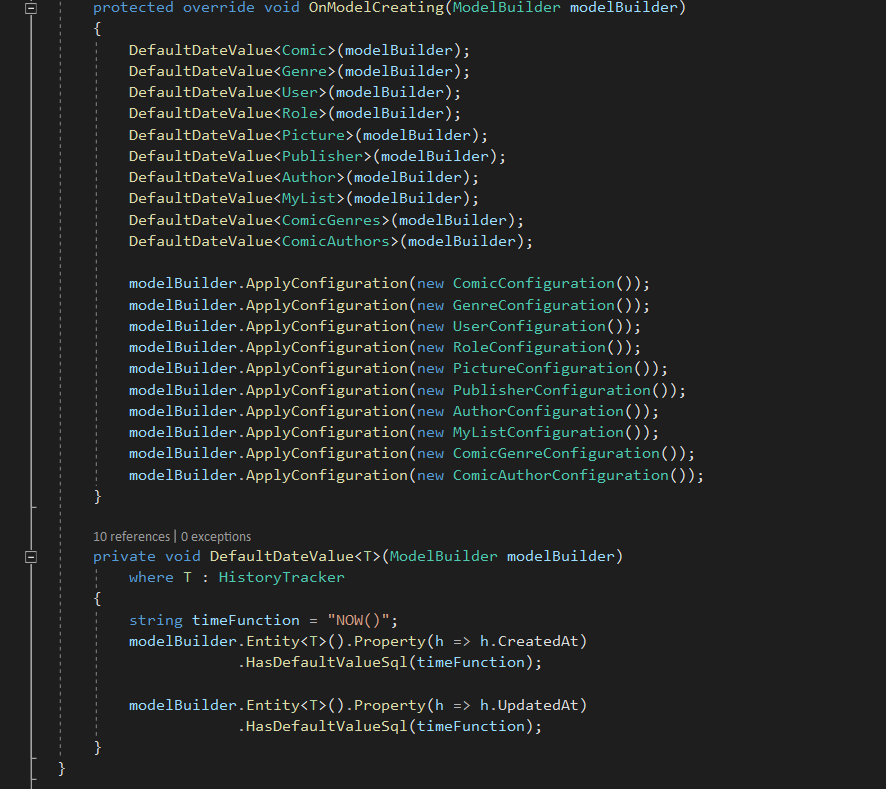 protected override void OnModelCreating(ModelBuilder modelBuilder)
{
DefaultDateValue<Comic>(modelBuilder);
DefaultDateValue<Genre>(modelBuilder);
DefaultDateValue<User>(modelBuilder);
DefaultDateValue<Role>(modelBuilder);
DefaultDateValue<Picture>(modelBuilder);
DefaultDateValue<Publisher>(modelBuilder);
DefaultDateValue<Author>(modelBuilder);
DefaultDateValue<MyList>(modelBuilder);
DefaultDateValue<ComicGenres>(modelBuilder);
DefaultDateValue<ComicAuthors>(modelBuilder);
modelBuilder.ApplyConfiguration(new ComicConfiguration());
modelBuilder.ApplyConfiguration(new GenreConfiguration());
modelBuilder.ApplyConfiguration(new UserConfiguration());
modelBuilder.ApplyConfiguration(new RoleConfiguration());
modelBuilder.ApplyConfiguration(new PictureConfiguration());
modelBuilder.ApplyConfiguration(new PublisherConfiguration());
modelBuilder.ApplyConfiguration(new AuthorConfiguration());
modelBuilder.ApplyConfiguration(new MyListConfiguration());
modelBuilder.ApplyConfiguration(new ComicGenreConfiguration());
modelBuilder.ApplyConfiguration(new ComicAuthorConfiguration());
}
10 references | 0 exceptions
private void DefaultDateValue<T>(ModelBuilder modelBuilder)
where T : HistoryTracker
{
string timeFunction = "NOW()";
modelBuilder.Entity<T>().Property(h => h.CreatedAt)
.HasDefaultValueSql(timeFunction);
modelBuilder.Entity<T>().Property(h => h.UpdatedAt)
.HasDefaultValueSql(timeFunction);
}
}